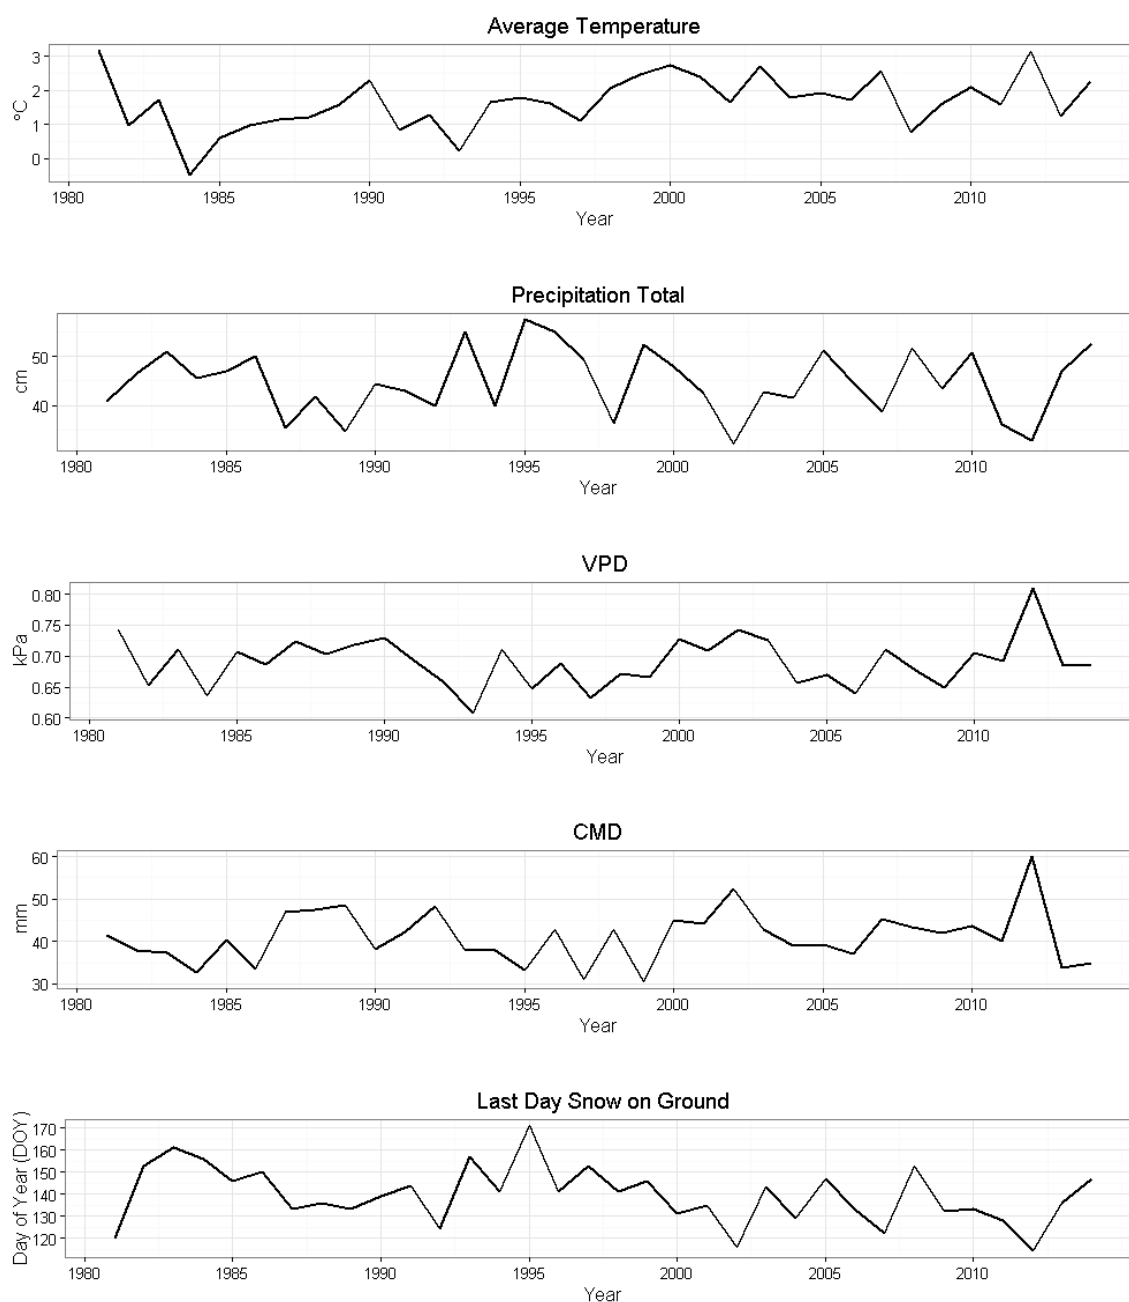 Average Temperature
°C
3
2
1
0
1980 1985 1990 1995 2000 2005 2010
Year
Precipitation Total
cm
50
40
1980 1985 1990 1995 2000 2005 2010
Year
VPD
kPa
0.80
0.75
0.70
0.65
0.60
1980 1985 1990 1995 2000 2005 2010
Year
CMD
mm
60
50
40
30
1980 1985 1990 1995 2000 2005 2010
Year
Last Day Snow on Ground
Day of Year (DOY)
170
160
150
140
130
120
1980 1985 1990 1995 2000 2005 2010
Year